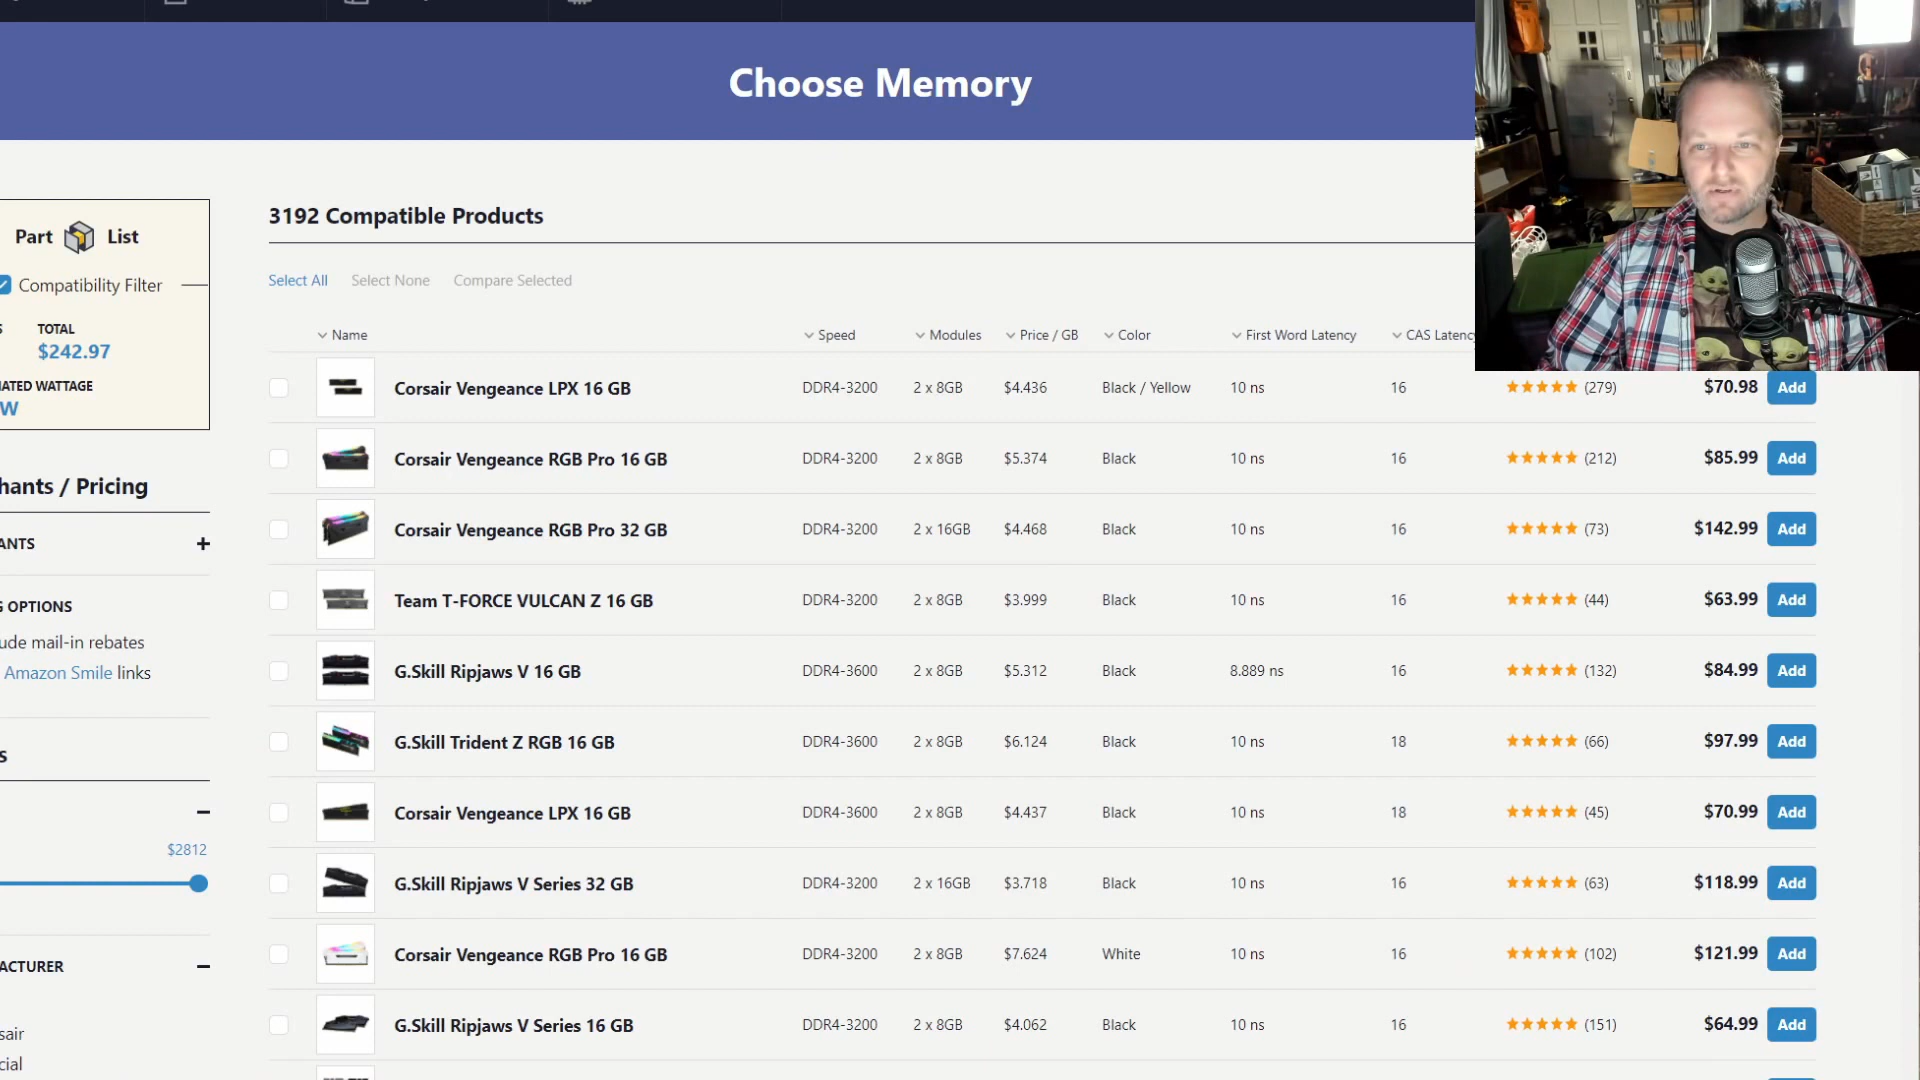 Choose Memory
Part List
Compatibility Filter
TOTAL
$242.97
ATED WATTAGE
W
hants / Pricing
ANTS
G OPTIONS
ude mail-in rebates
Amazon Smile links
S
$2812
ACTURER
sair
cial
3192 Compatible Products
Select All Select None Compare Selected
Name Speed Modules Price / GB Color First Word Latency CAS Latency
Corsair Vengeance LPX 16 GB DDR4-3200 2 x 8GB $4.436 Black / Yellow 10 ns 16 (279) $70.98 Add
Corsair Vengeance RGB Pro 16 GB DDR4-3200 2 x 8GB $5.374 Black 10 ns 16 (212) $85.99 Add
Corsair Vengeance RGB Pro 32 GB DDR4-3200 2 x 16GB $4.468 Black 10 ns 16 (73) $142.99 Add
Team T-FORCE VULCAN Z 16 GB DDR4-3200 2 x 8GB $3.999 Black 10 ns 16 (44) $63.99 Add
G.Skill Ripjaws V 16 GB DDR4-3600 2 x 8GB $5.312 Black 8.889 ns 16 (132) $84.99 Add
G.Skill Trident Z RGB 16 GB DDR4-3600 2 x 8GB $6.124 Black 10 ns 18 (66) $97.99 Add
Corsair Vengeance LPX 16 GB DDR4-3600 2 x 8GB $4.437 Black 10 ns 18 (45) $70.99 Add
G.Skill Ripjaws V Series 32 GB DDR4-3200 2 x 16GB $3.718 Black 10 ns 16 (63) $118.99 Add
Corsair Vengeance RGB Pro 16 GB DDR4-3200 2 x 8GB $7.624 White 10 ns 16 (102) $121.99 Add
G.Skill Ripjaws V Series 16 GB DDR4-3200 2 x 8GB $4.062 Black 10 ns 16 (151) $64.99 Add